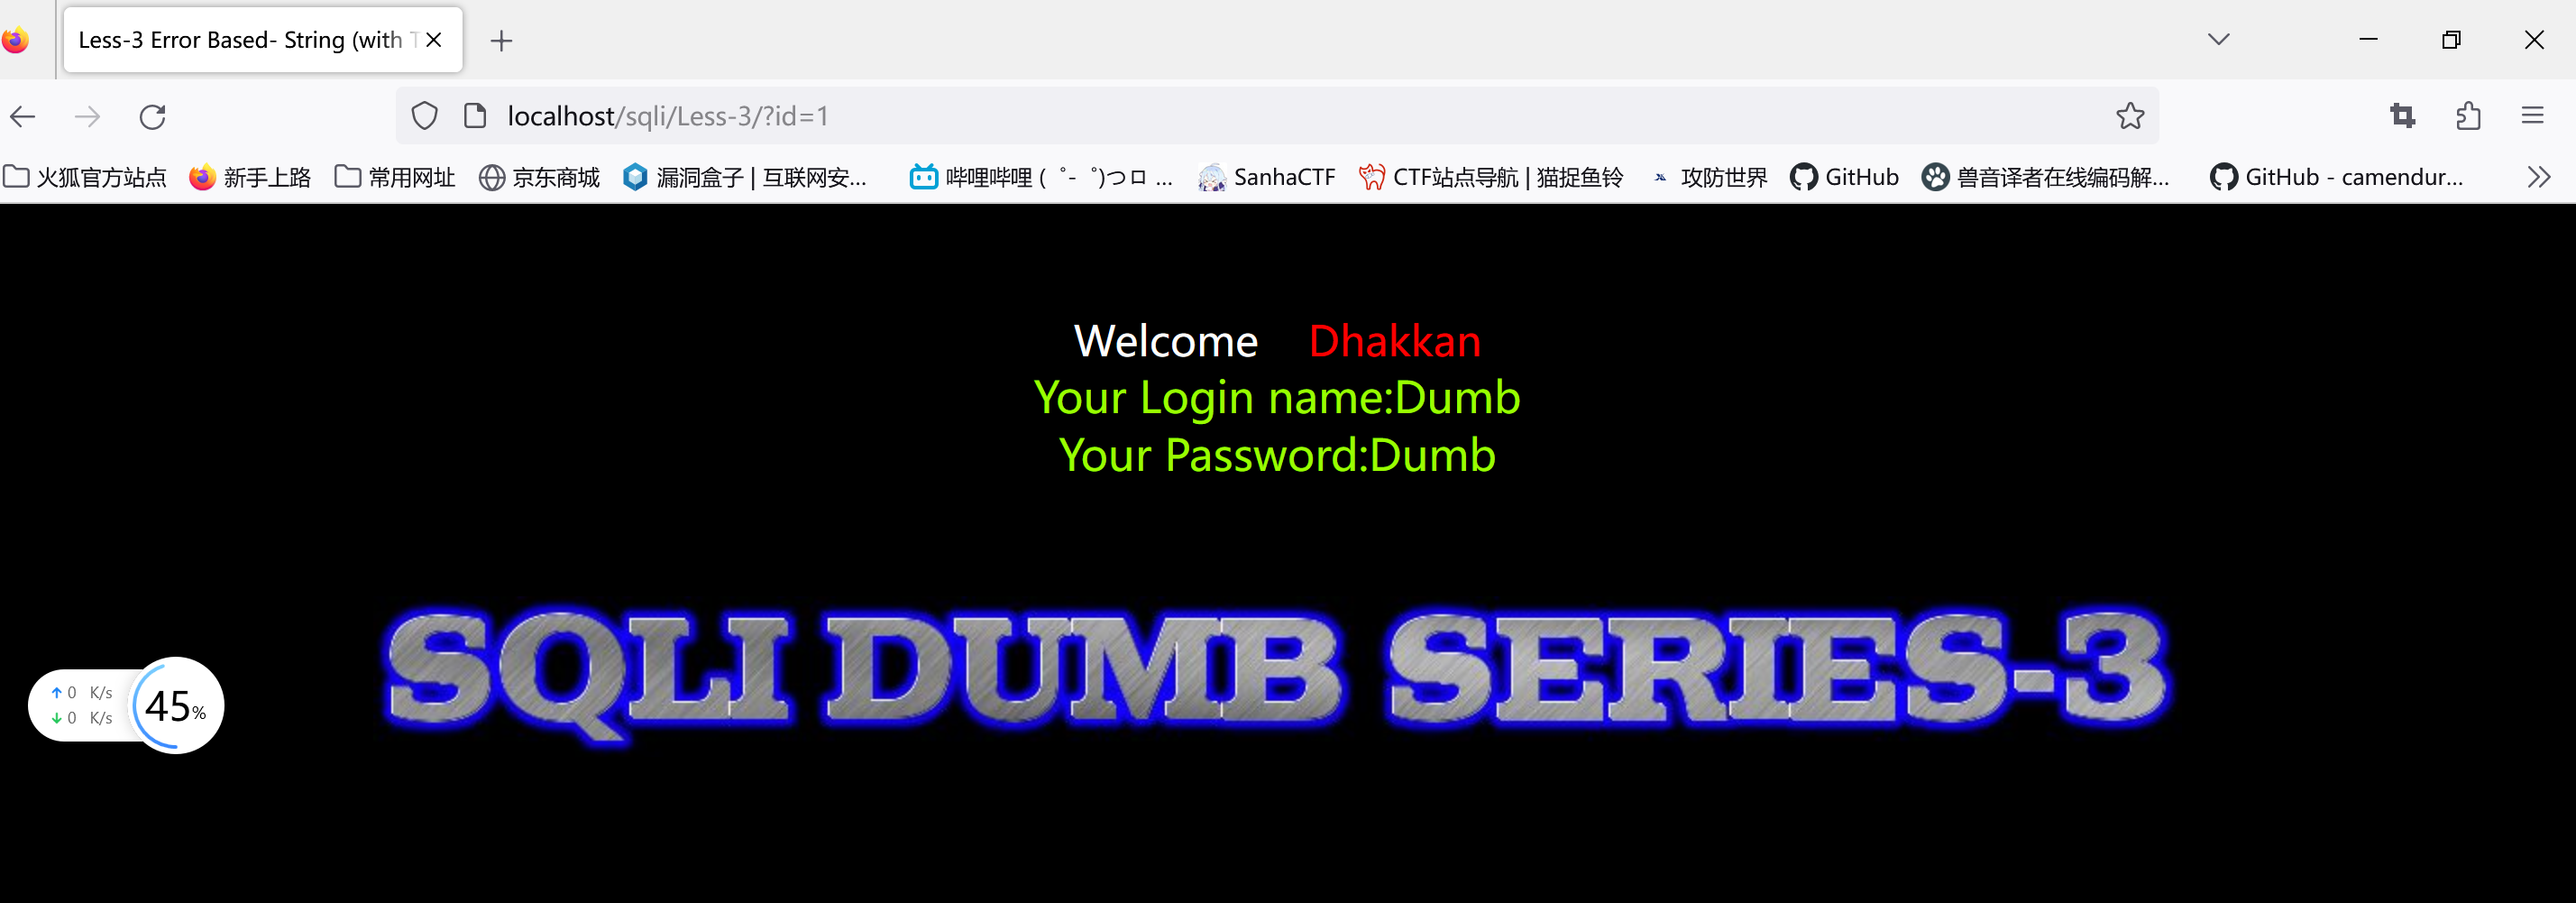 Less-3 Error Based- String (with T
localhost/sqli/Less-3/?id=1
火狐官方站点 新手上路 常用网址 京东商城 漏洞盒子 | 互联网安... 哔哩哔哩 ( ゜- ゜)つロ ... SanhaCTF CTF站点导航 | 猫捉鱼铃 攻防世界 GitHub 兽音译者在线编码解... GitHub - camendur...
Welcome Dhakkan
Your Login name:Dumb
Your Password:Dumb
SQLI DUMB SERIES-3
↑ 0 K/s
↓ 0 K/s
45%